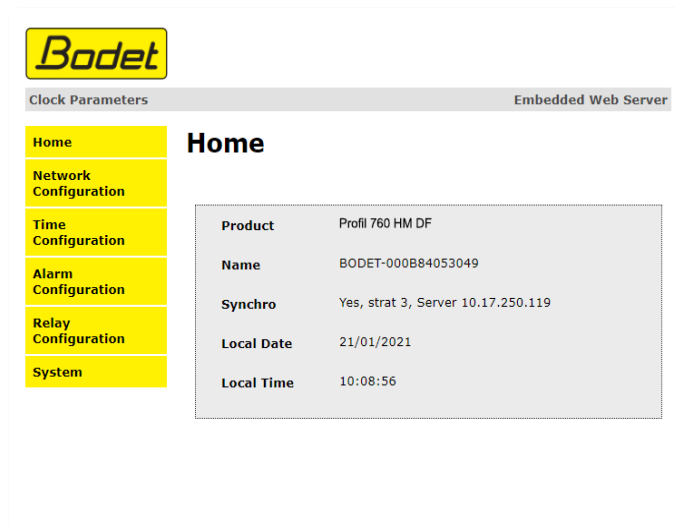 Bodet
Clock Parameters Embedded Web Server
Home
Network
Configuration
Time
Configuration
Alarm
Configuration
Relay
Configuration
System
Home
Product Profil 760 HM DF
Name BODET-000B84053049
Synchro Yes, strat 3, Server 10.17.250.119
Local Date 21/01/2021
Local Time 10:08:56